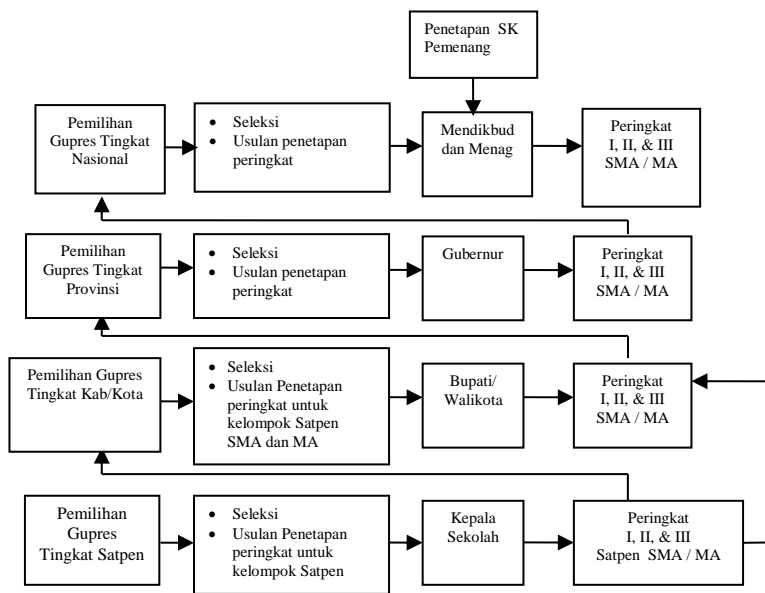 Penetapan SK
Pemenang
Pemilihan
Gupres Tingkat
Nasional
• Seleksi
• Usulan penetapan
peringkat
Mendikbud
dan Menag
Peringkat
I, II, & III
SMA / MA
Pemilihan
Gupres Tingkat
Provinsi
• Seleksi
• Usulan penetapan
peringkat
Gubernur
Peringkat
I, II, & III
SMA / MA
Pemilihan Gupres
Tingkat Kab/Kota
• Seleksi
• Usulan Penetapan
peringkat untuk
kelompok Satpen
SMA dan MA
Bupati/
Walikota
Peringkat
I, II, & III
SMA / MA
Pemilihan
Gupres
Tingkat Satpen
• Seleksi
• Usulan Penetapan
peringkat untuk
kelompok Satpen
Kepala
Sekolah
Peringkat
I, II, & III
Satpen SMA / MA